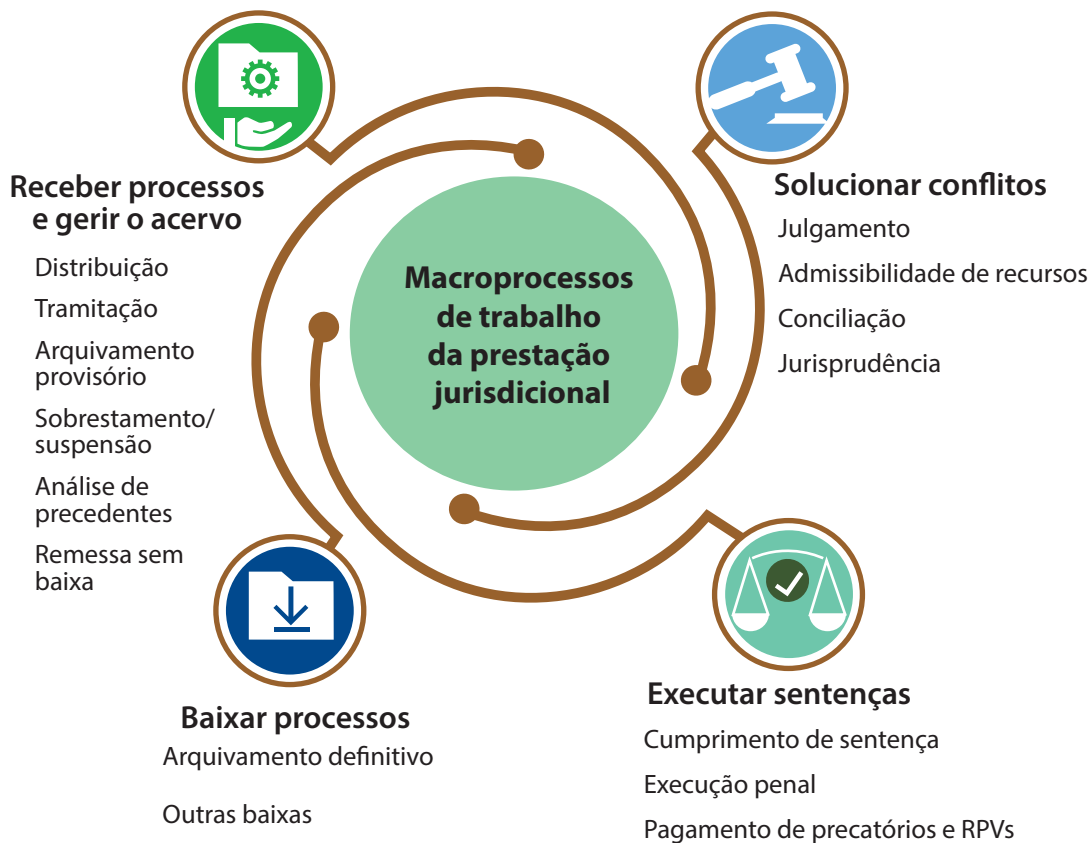 Receber processos
e gerir o acervo
Distribuição
Tramitação
Arquivamento
provisório
Sobrestamento/
suspensão
Análise de
precedentes
Remessa sem
baixa
Solucionar conflitos
Julgamento
Admissibilidade de recursos
Conciliação
Jurisprudência
Macroprocessos
de trabalho
da prestação
jurisdicional
Baixar processos
Arquivamento definitivo
Outras baixas
Executar sentenças
Cumprimento de sentença
Execução penal
Pagamento de precatórios e RPVs